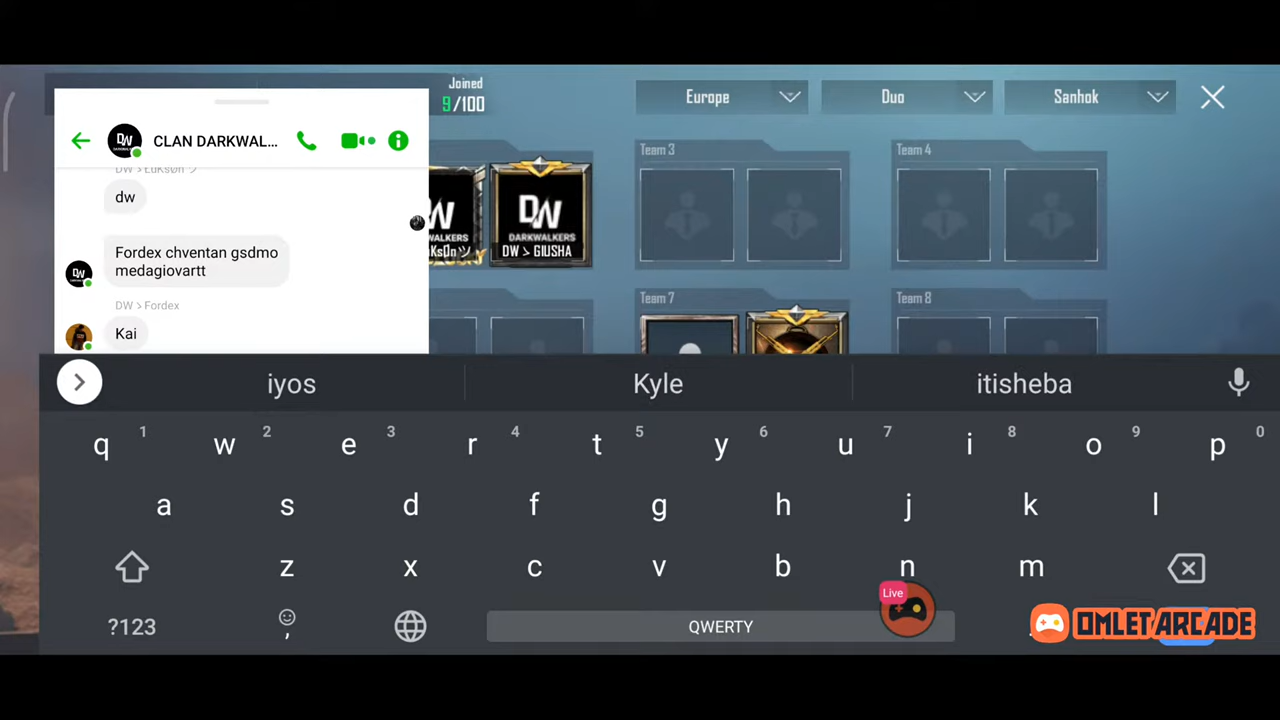 Joined
9/100
Europe
Duo
Sanhok
CLAN DARKWAL...
dw
Fordex chventan gsdmo
medagiovartt
DW > Fordex
Kai
DW
DARKWALKERS
DW > GIUSHA
Team 3
Team 4
Team 7
Team 8
iyos
Kyle
itisheba
q 1 w 2 e 3 r 4 t 5 y 6 u 7 i 8 o 9 p 0
a s d f g h j k l
z x c v b n m
?123
,
QWERTY
.
Live
OMLET ARCADE